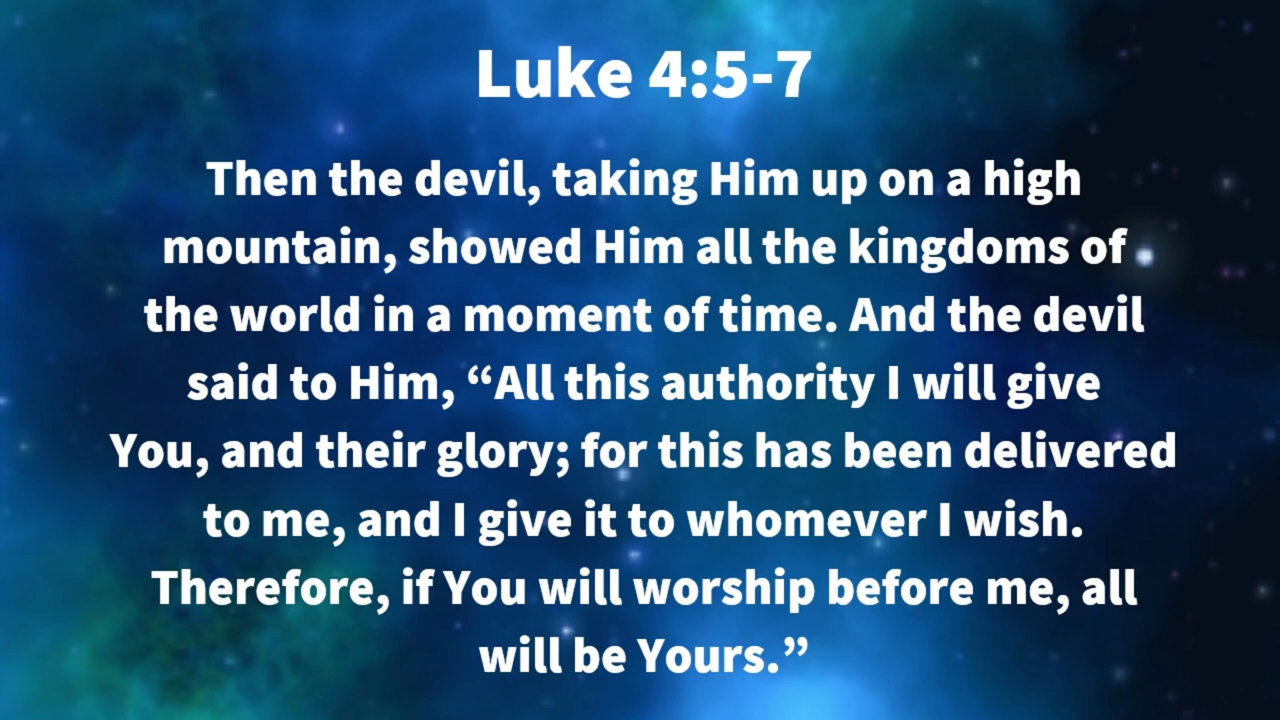 Luke 4:5-7
Then the devil, taking Him up on a high
mountain, showed Him all the kingdoms of
the world in a moment of time. And the devil
said to Him, “All this authority I will give
You, and their glory; for this has been delivered
to me, and I give it to whomever I wish.
Therefore, if You will worship before me, all
will be Yours.”